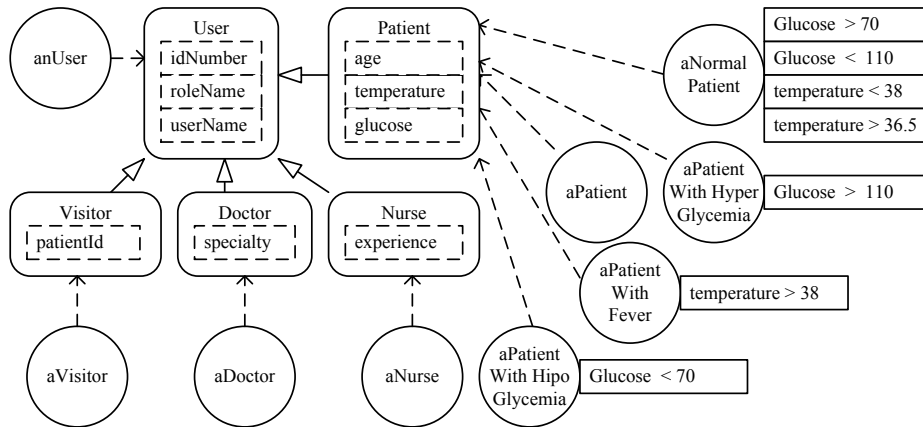 User
Patient
anUser
idNumber
roleName
userName
age
temperature
glucose
aNormal
Patient
Glucose > 70
Glucose < 110
temperature < 38
temperature > 36.5
Visitor
patientId
Doctor
specialty
Nurse
experience
aPatient
aPatient
With Hyper
Glycemia
Glucose > 110
aPatient
With
Fever
temperature > 38
aVisitor
aDoctor
aNurse
aPatient
With Hipo
Glycemia
Glucose < 70